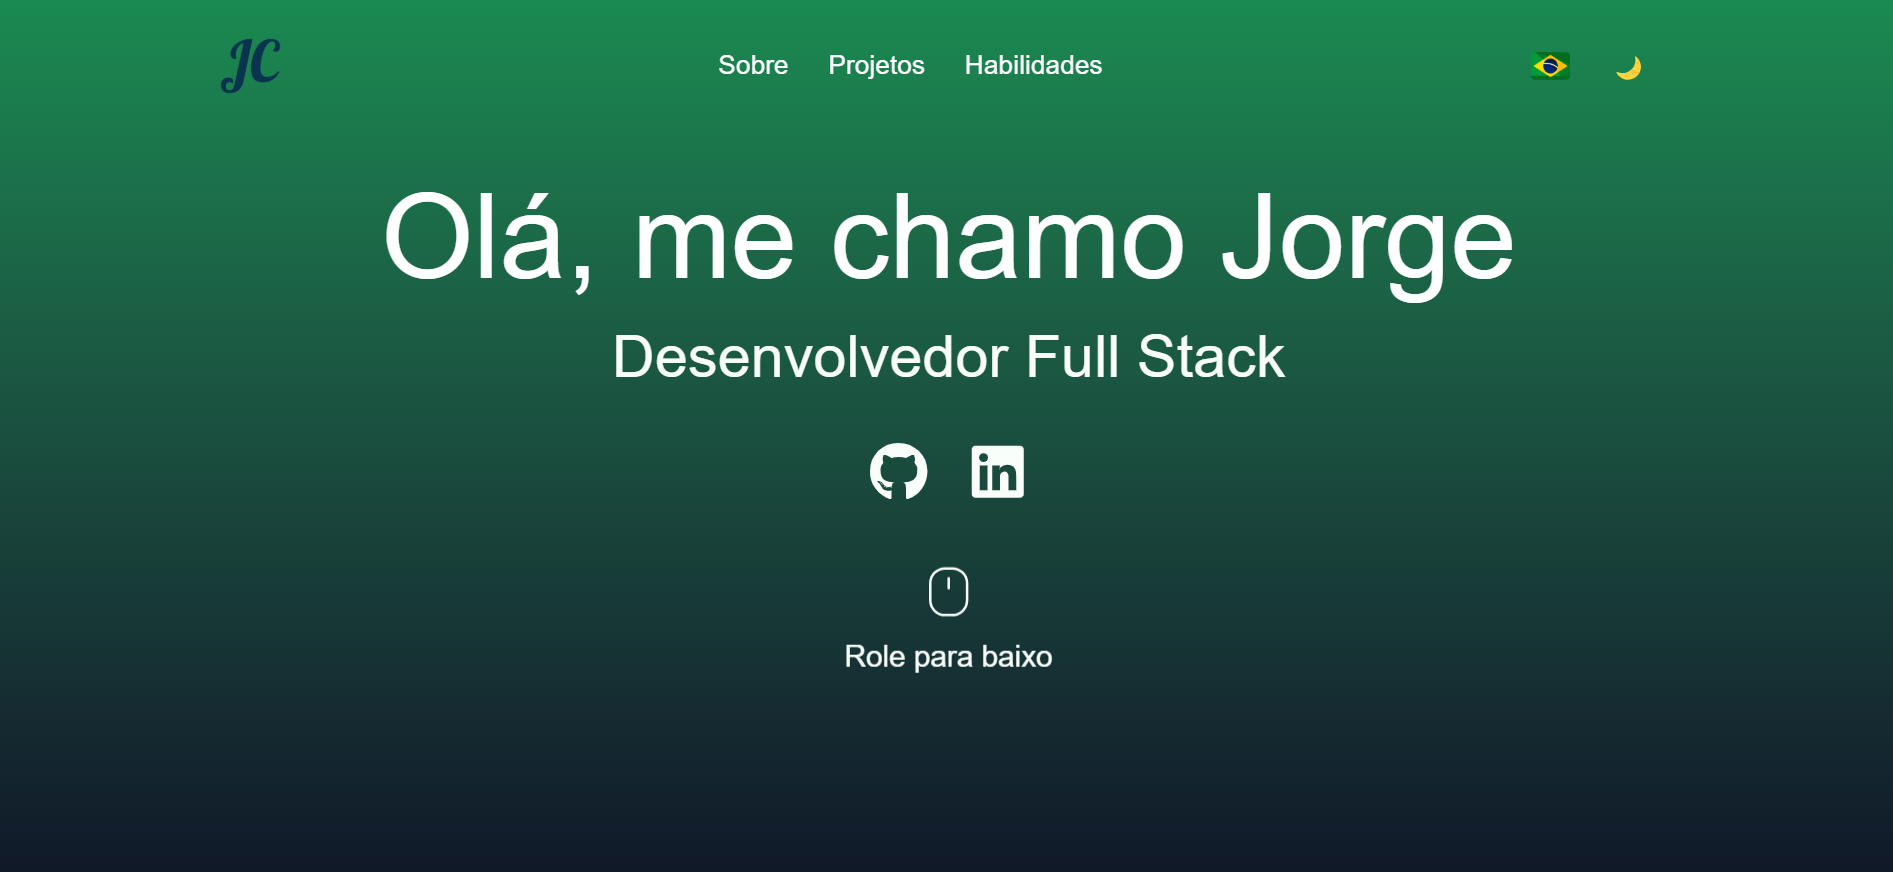 JC
Sobre Projetos Habilidades
Olá, me chamo Jorge
Desenvolvedor Full Stack
in
Role para baixo